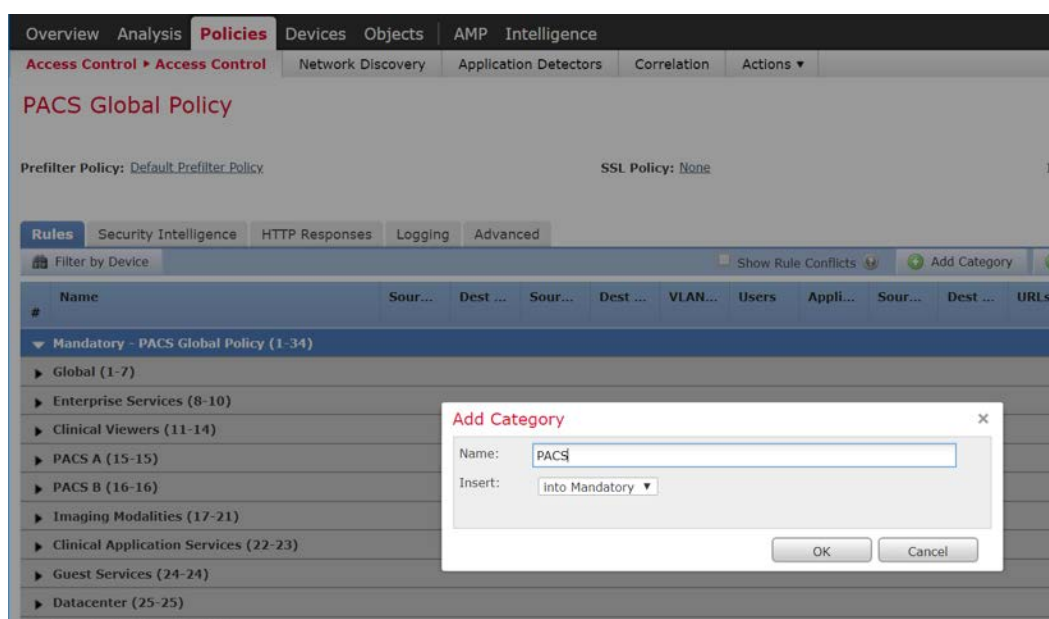 Overview Analysis Policies Devices Objects AMP Intelligence
Access Control ▸ Access Control Network Discovery Application Detectors Correlation Actions ▼
PACS Global Policy
Prefilter Policy: Default Prefilter Policy SSL Policy: None
Rules Security Intelligence HTTP Responses Logging Advanced
Filter by Device Show Rule Conflicts Add Category
# Name Sour... Dest ... Sour... Dest ... VLAN... Users Appli... Sour... Dest ... URLs
Mandatory - PACS Global Policy (1-34)
Global (1-7)
Enterprise Services (8-10)
Clinical Viewers (11-14)
PACS A (15-15)
PACS B (16-16)
Imaging Modalities (17-21)
Clinical Application Services (22-23)
Guest Services (24-24)
Datacenter (25-25)
Add Category
Name: PACS
Insert: into Mandatory ▼
OK Cancel